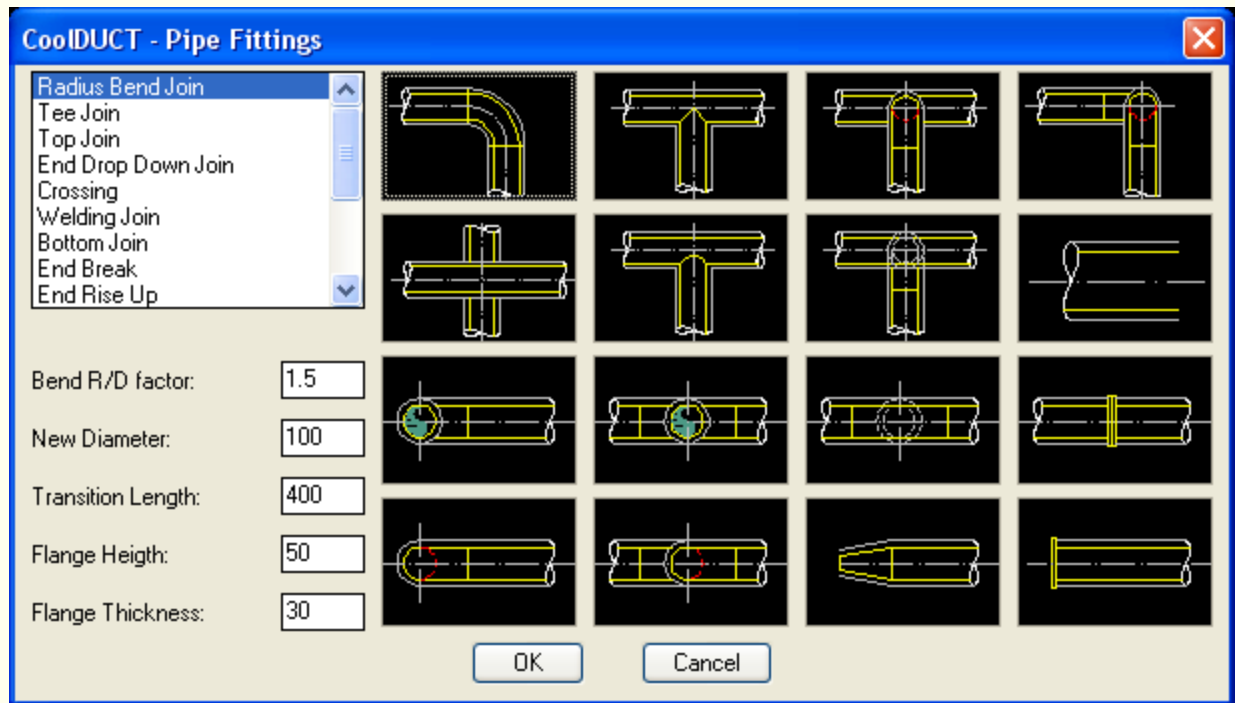 CoolDUCT - Pipe Fittings
Radius Bend Join
Tee Join
Top Join
End Drop Down Join
Crossing
Welding Join
Bottom Join
End Break
End Rise Up
Bend R/D factor: 1.5
New Diameter: 100
Transition Length: 400
Flange Heigth: 50
Flange Thickness: 30
OK Cancel